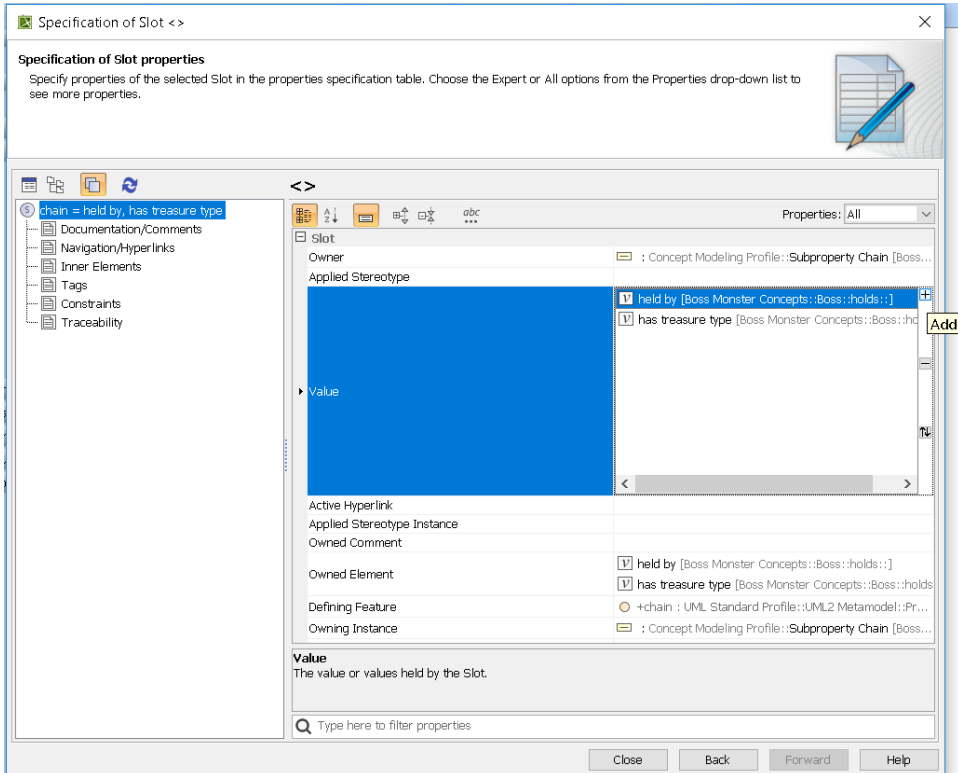 Specification of Slot <>
Specification of Slot properties
Specify properties of the selected Slot in the properties specification table. Choose the Expert or All options from the Properties drop-down list to
see more properties.
<>
chain = held by, has treasure type
Documentation/Comments
Navigation/Hyperlinks
Inner Elements
Tags
Constraints
Traceability
abc
Properties: All
Slot
Owner : Concept Modeling Profile::Subproperty Chain [Boss...
Applied Stereotype
Value
V held by [Boss Monster Concepts::Boss::holds::]
V has treasure type [Boss Monster Concepts::Boss::ho
Add
Active Hyperlink
Applied Stereotype Instance
Owned Comment
Owned Element
V held by [Boss Monster Concepts::Boss::holds::]
V has treasure type [Boss Monster Concepts::Boss::holds
Defining Feature +chain : UML Standard Profile::UML2 Metamodel::Pr...
Owning Instance : Concept Modeling Profile::Subproperty Chain [Boss...
Value
The value or values held by the Slot.
Type here to filter properties
Close Back Forward Help